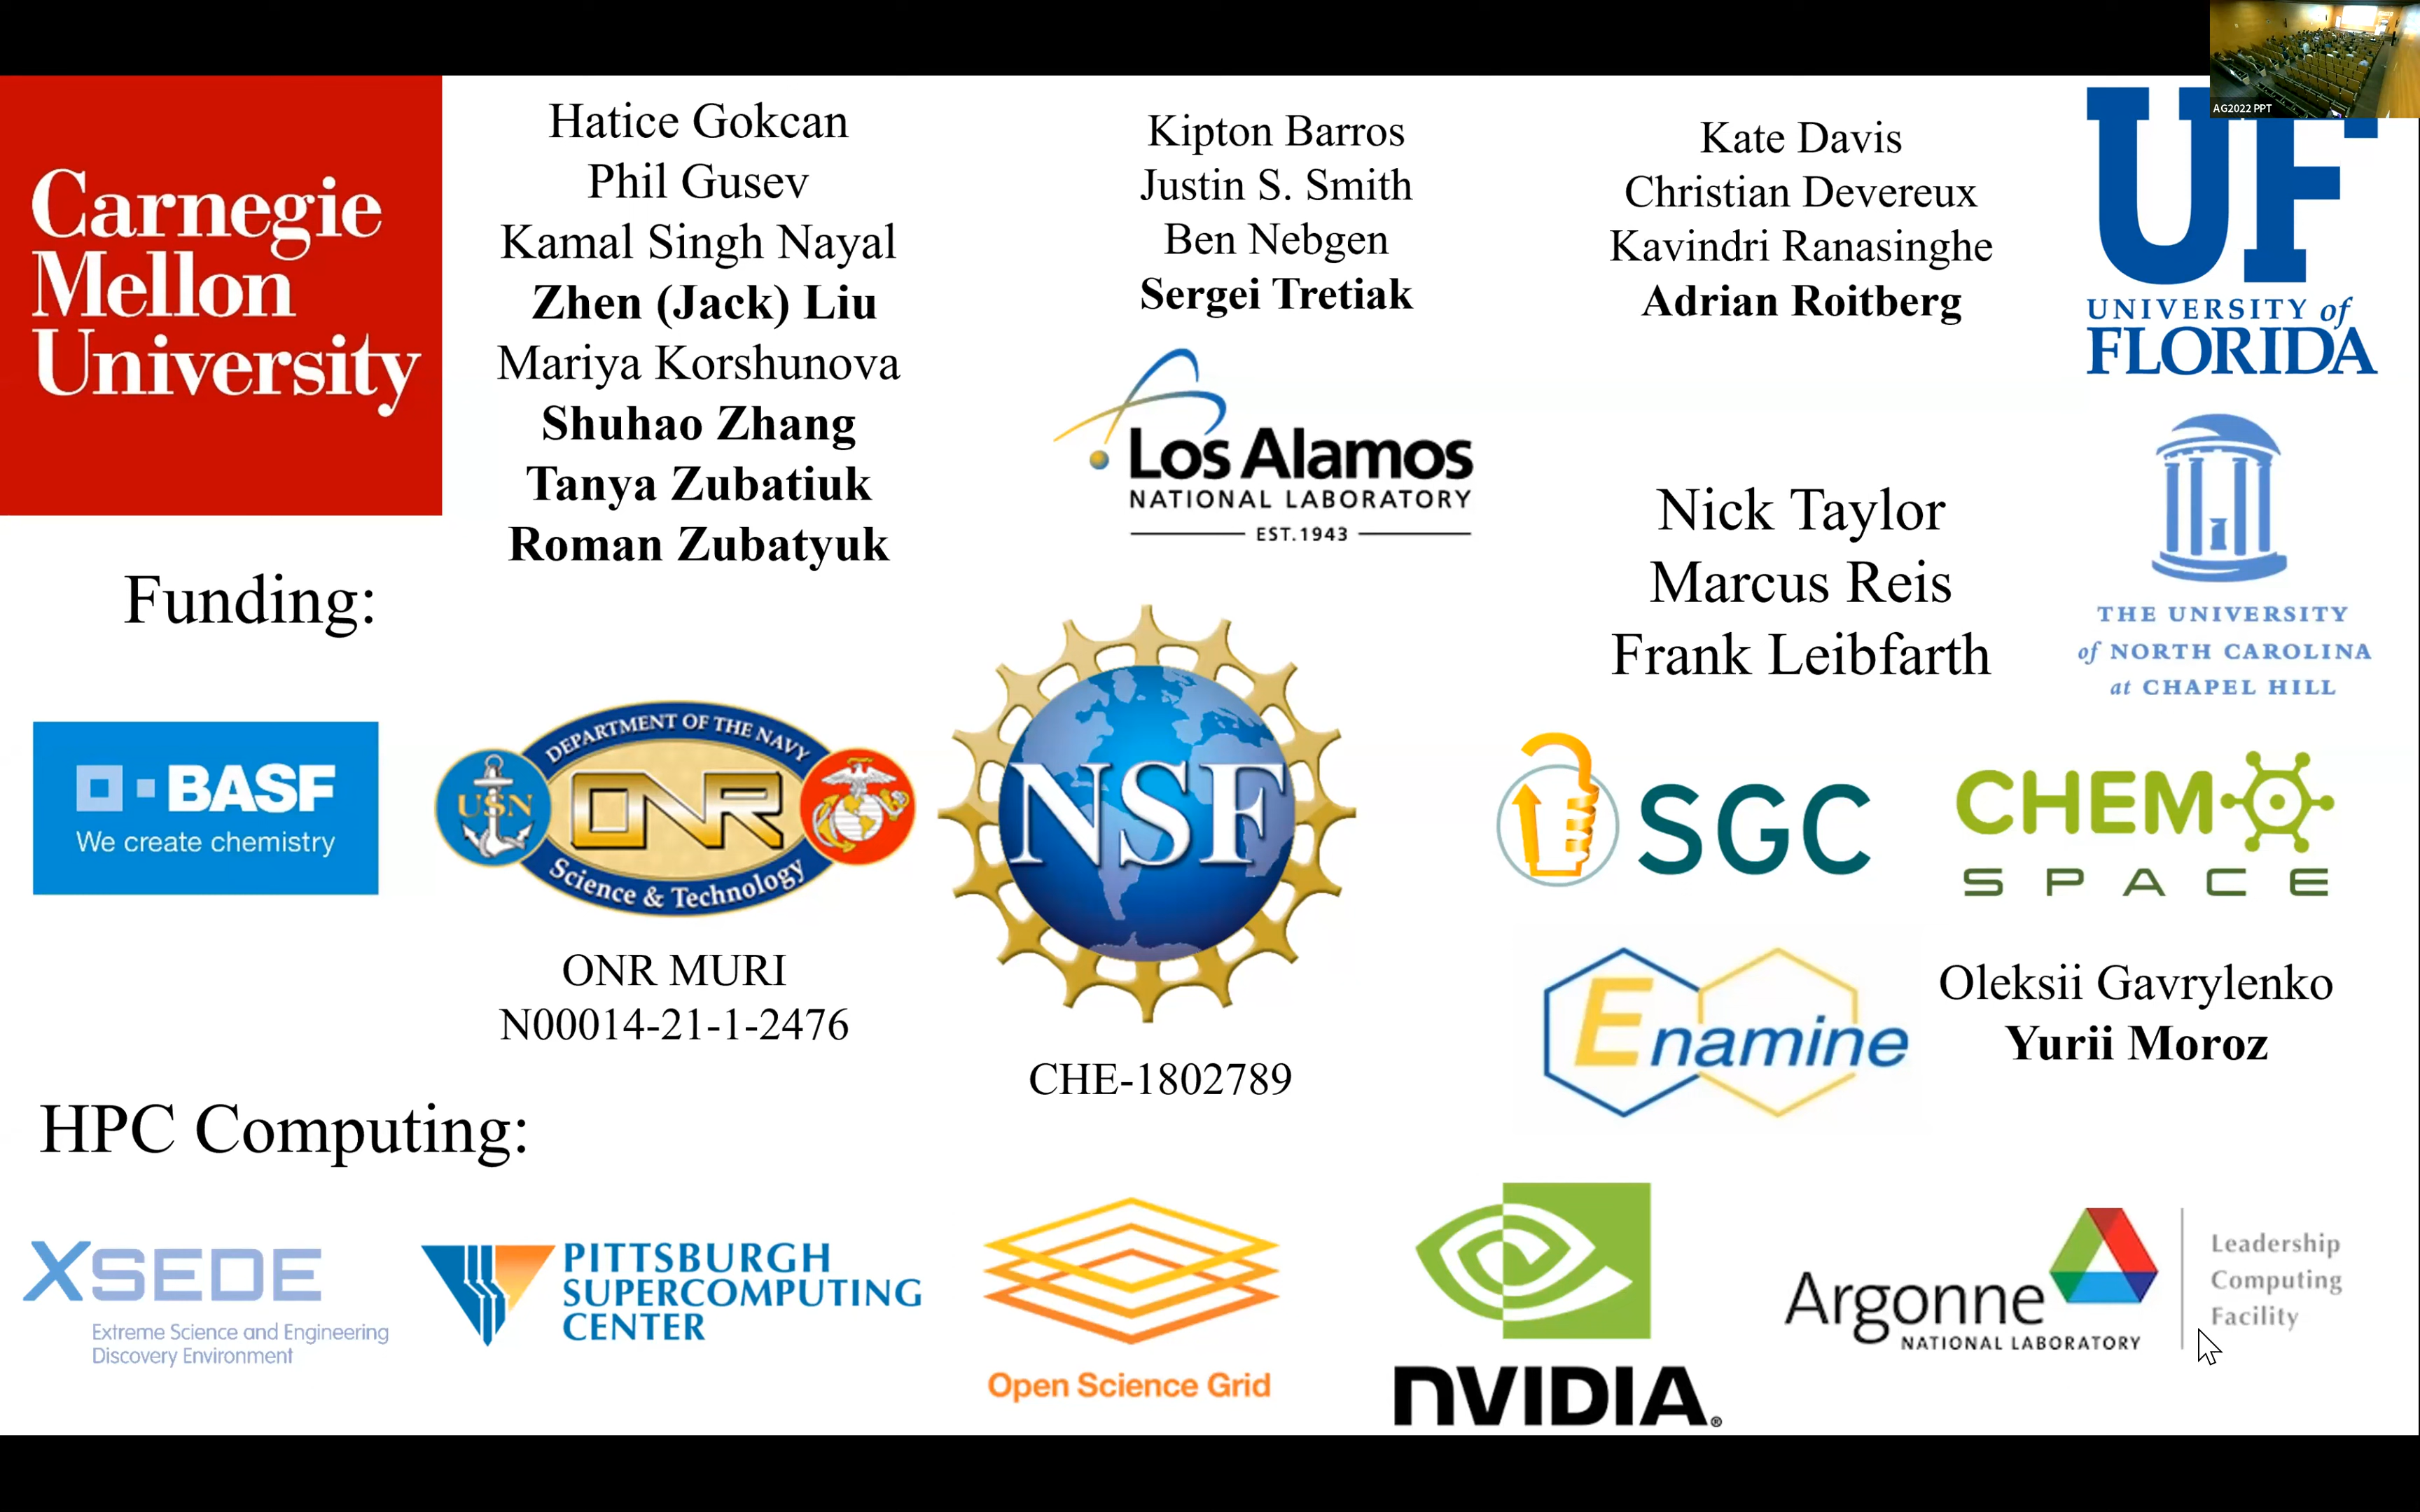 AG2022 PPT
Carnegie
Mellon
University
Hatice Gokcan
Phil Gusev
Kamal Singh Nayal
Zhen (Jack) Liu
Mariya Korshunova
Shuhao Zhang
Tanya Zubatiuk
Roman Zubatyuk
Kipton Barros
Justin S. Smith
Ben Nebgen
Sergei Tretiak
Los Alamos
NATIONAL LABORATORY
EST.1943
Kate Davis
Christian Devereux
Kavindri Ranasinghe
Adrian Roitberg
UF
UNIVERSITY of
FLORIDA
Nick Taylor
Marcus Reis
Frank Leibfarth
THE UNIVERSITY
of NORTH CAROLINA
at CHAPEL HILL
Funding:
BASF
We create chemistry
DEPARTMENT OF THE NAVY
USN
ONR
Science & Technology
ONR MURI
N00014-21-1-2476
NSF
CHE-1802789
SGC
CHEM
SPACE
Enamine
Oleksii Gavrylenko
Yurii Moroz
HPC Computing:
XSEDE
Extreme Science and Engineering
Discovery Environment
PITTSBURGH
SUPERCOMPUTING
CENTER
Open Science Grid
NVIDIA®
Argonne
NATIONAL LABORATORY
Leadership
Computing
Facility